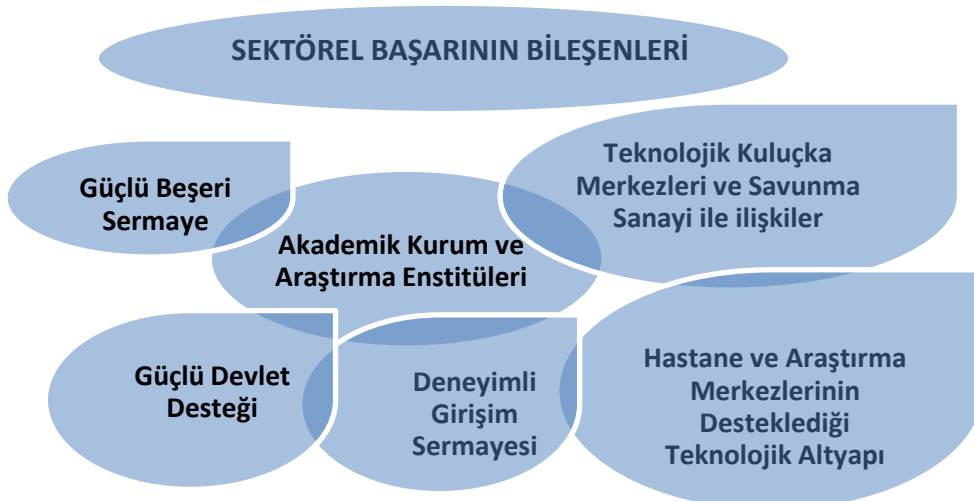 SEKTÖREL BAŞARININ BİLEŞENLERİ
Güçlü Beşeri
Sermaye
Teknolojik Kuluçka
Merkezleri ve Savunma
Sanayi ile ilişkiler
Akademik Kurum ve
Araştırma Enstitüleri
Güçlü Devlet
Desteği
Deneyimli
Girişim
Sermayesi
Hastane ve Araştırma
Merkezlerinin
Desteklediği
Teknolojik Altyapı